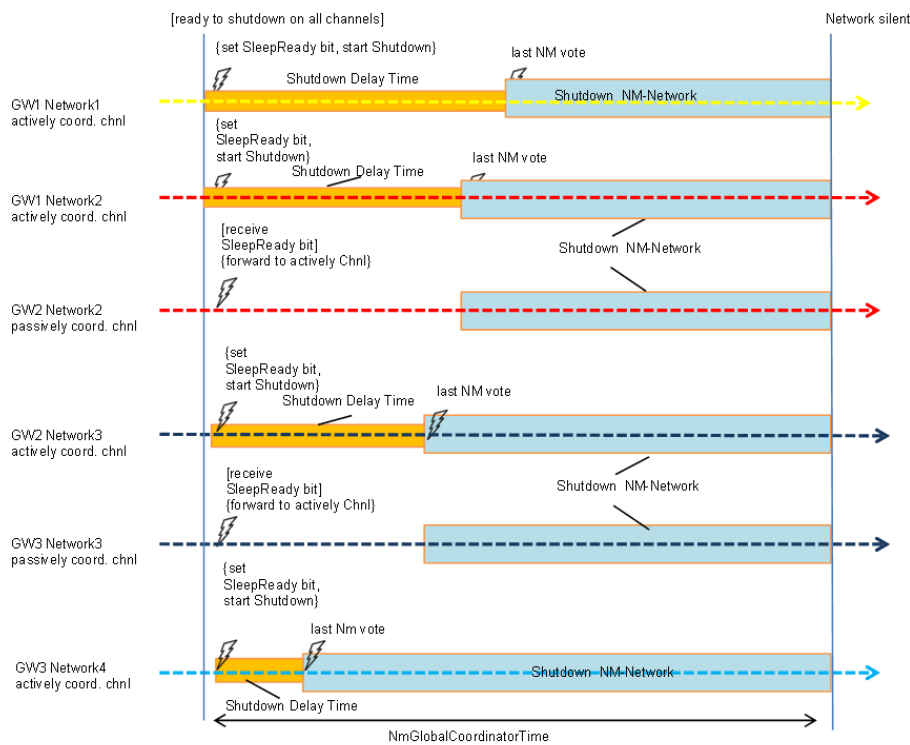 [ready to shutdown on all channels]
Network silent
{set SleepReady bit, start Shutdown}
last NM vote
Shutdown Delay Time
Shutdown NM-Network
GW1 Network1
actively coord. chnl
{set
SleepReady bit,
start Shutdown}
last NM vote
Shutdown Delay Time
GW1 Network2
actively coord. chnl
[receive
SleepReady bit]
{forward to actively Chnl}
Shutdown NM-Network
GW2 Network2
passively coord. chnl
{set
SleepReady bit,
start Shutdown}
last NM vote
Shutdown Delay Time
GW2 Network3
actively coord. chnl
[receive
SleepReady bit]
{forward to actively Chnl}
Shutdown NM-Network
GW3 Network3
passively coord. chnl
{set
SleepReady bit,
start Shutdown}
last Nm vote
GW3 Network4
actively coord. chnl
Shutdown NM-Network
Shutdown Delay Time
NmGlobalCoordinatorTime